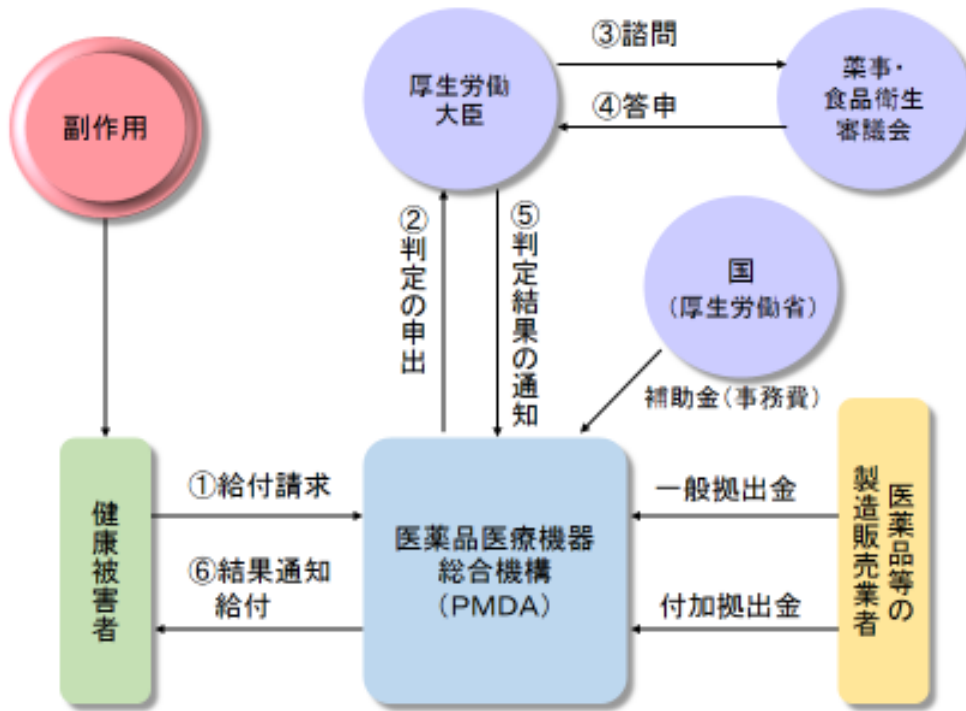 副作用
厚生労働
大臣
③諮問
④答申
薬事・
食品衛生
審議会
②判定の申出
⑤判定結果の通知
国
(厚生労働省)
補助金(事務費)
健康被害者
①給付請求
⑥結果通知
給付
医薬品医療機器
総合機構
(PMDA)
一般拠出金
付加拠出金
医薬品等の
製造販売業者